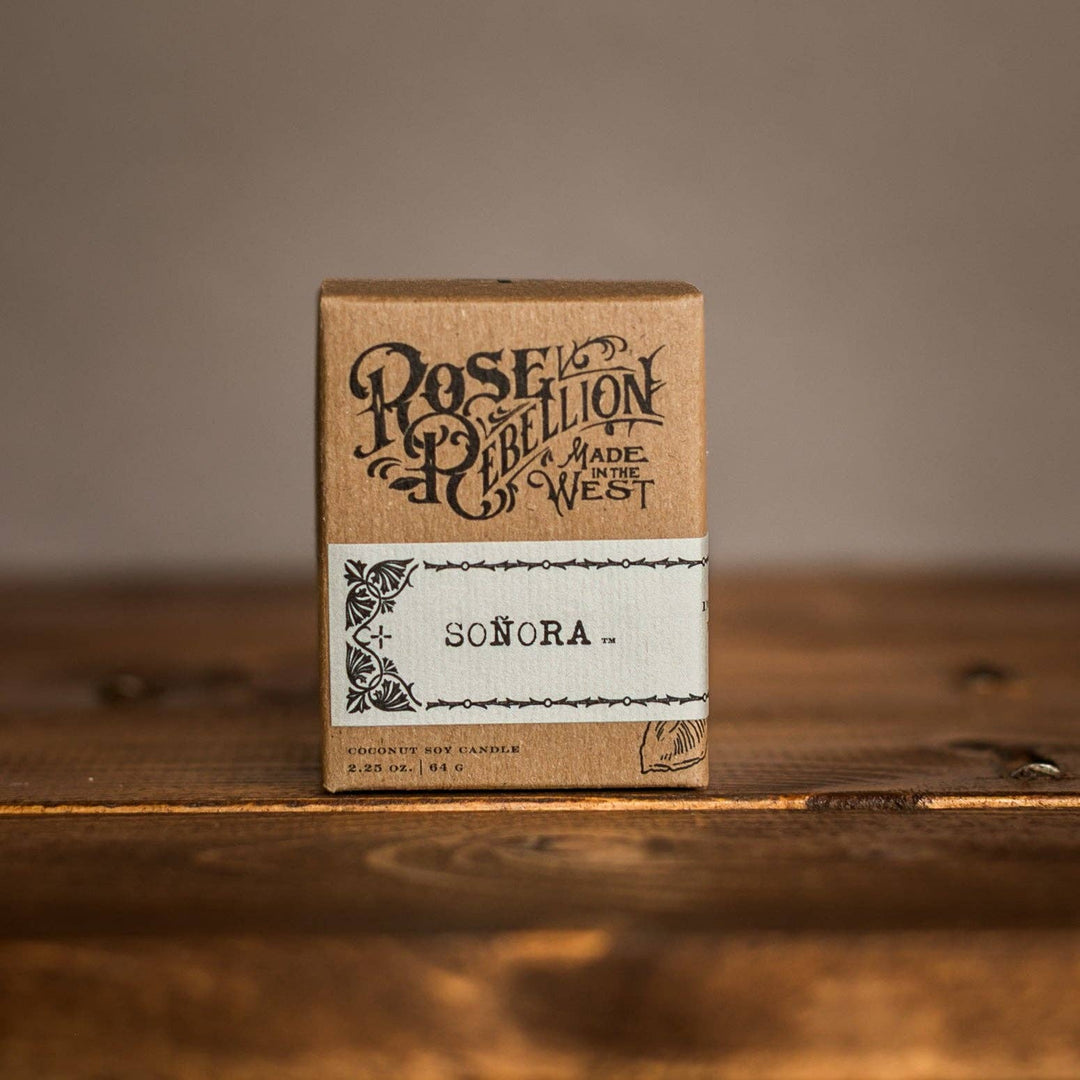 ROSE
REBELLION
MADE
IN THE
WEST
SOÑORA ™
COCONUT SOY CANDLE
2.25 OZ. | 64 G